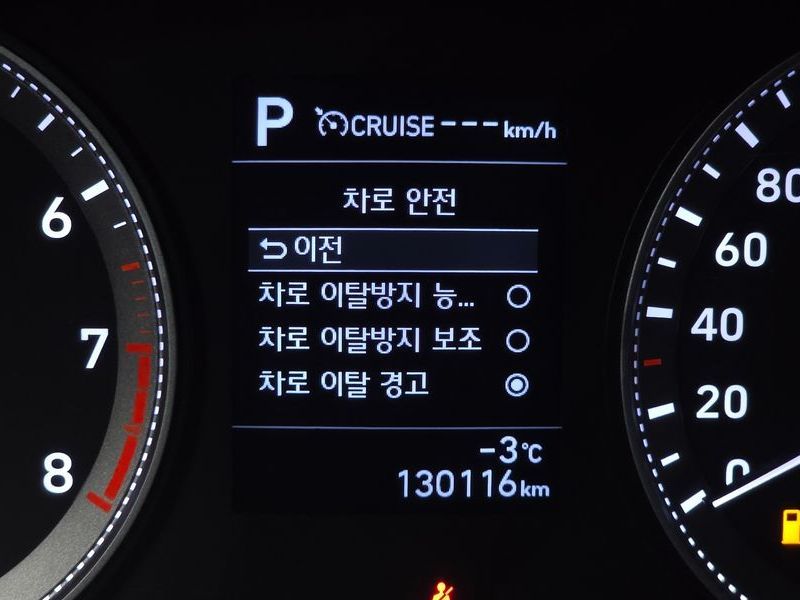 P CRUISE --- km/h
차로 안전
이전
차로 이탈방지 능...
차로 이탈방지 보조
차로 이탈 경고
-3°C
130116 km
6
7
8
80
60
40
20
0